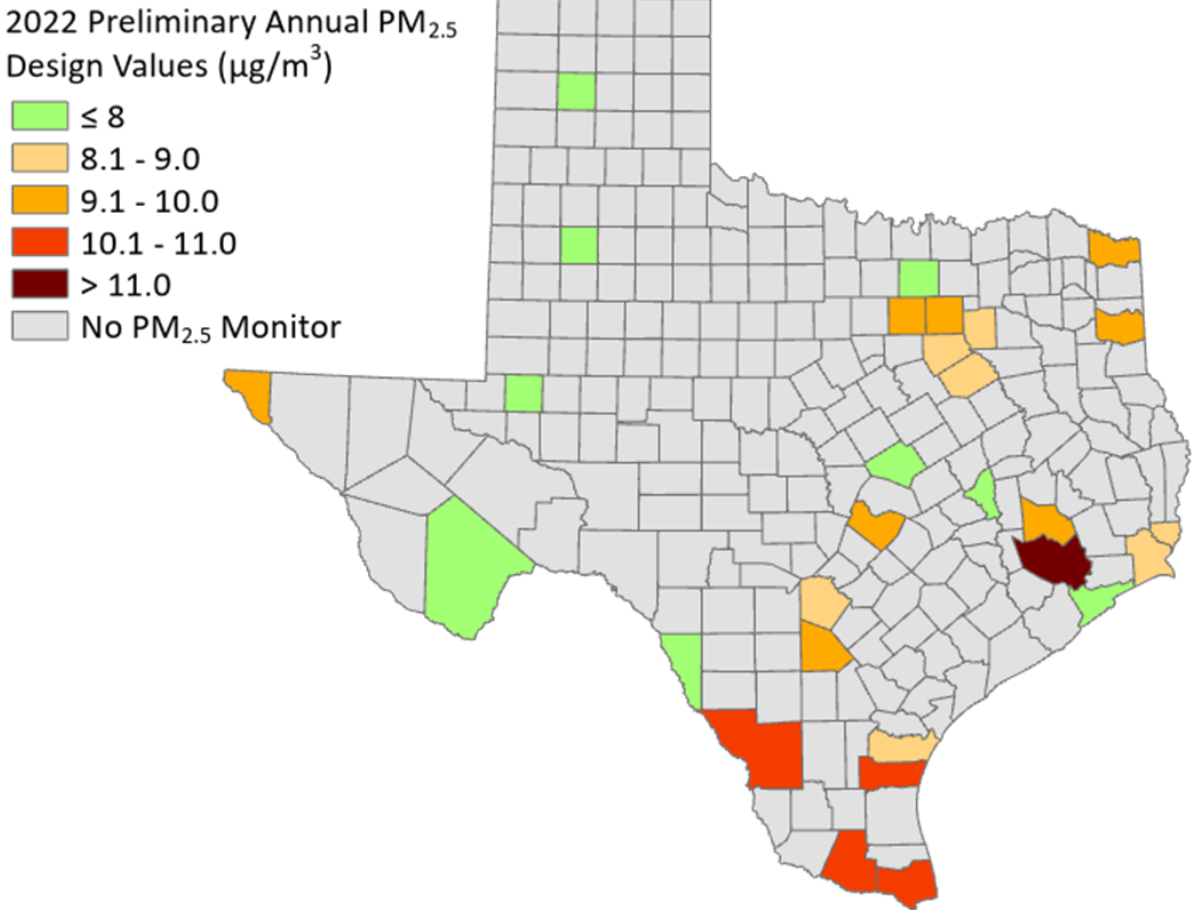 2022 Preliminary Annual PM2.5
Design Values (µg/m³)
≤ 8
8.1 - 9.0
9.1 - 10.0
10.1 - 11.0
> 11.0
No PM2.5 Monitor